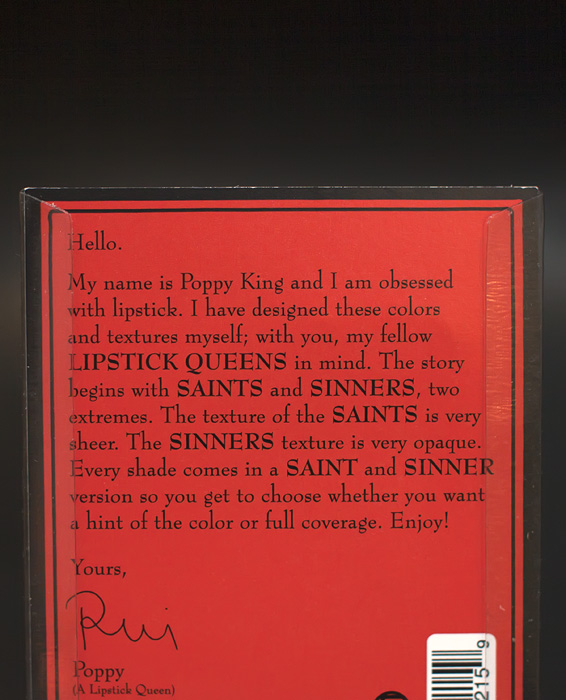 Hello.
My name is Poppy King and I am obsessed
with lipstick. I have designed these colors
and textures myself; with you, my fellow
LIPSTICK QUEENS in mind. The story
begins with SAINTS and SINNERS, two
extremes. The texture of the SAINTS is very
sheer. The SINNERS texture is very opaque.
Every shade comes in a SAINT and SINNER
version so you get to choose whether you want
a hint of the color or full coverage. Enjoy!
Yours,
Poppy
(A Lipstick Queen)
215 9